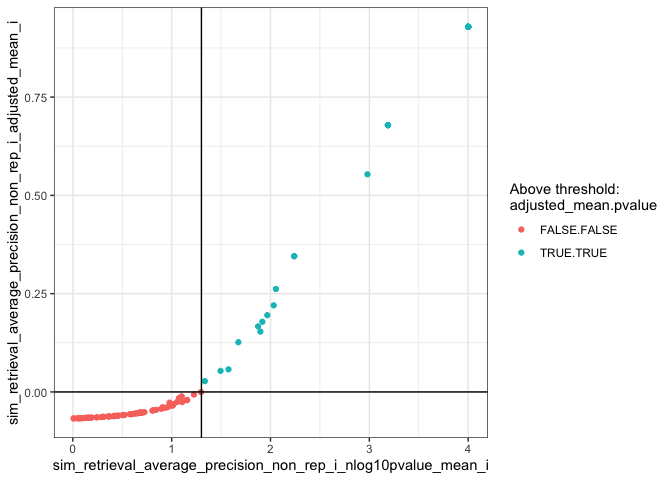 sim_retrieval_average_precision_non_rep_i_adjusted_mean_i
0.75
0.50
0.25
0.00
0
1
2
3
4
sim_retrieval_average_precision_non_rep_i_nlog10pvalue_mean_i
Above threshold:
adjusted_mean.pvalue
FALSE.FALSE
TRUE.TRUE